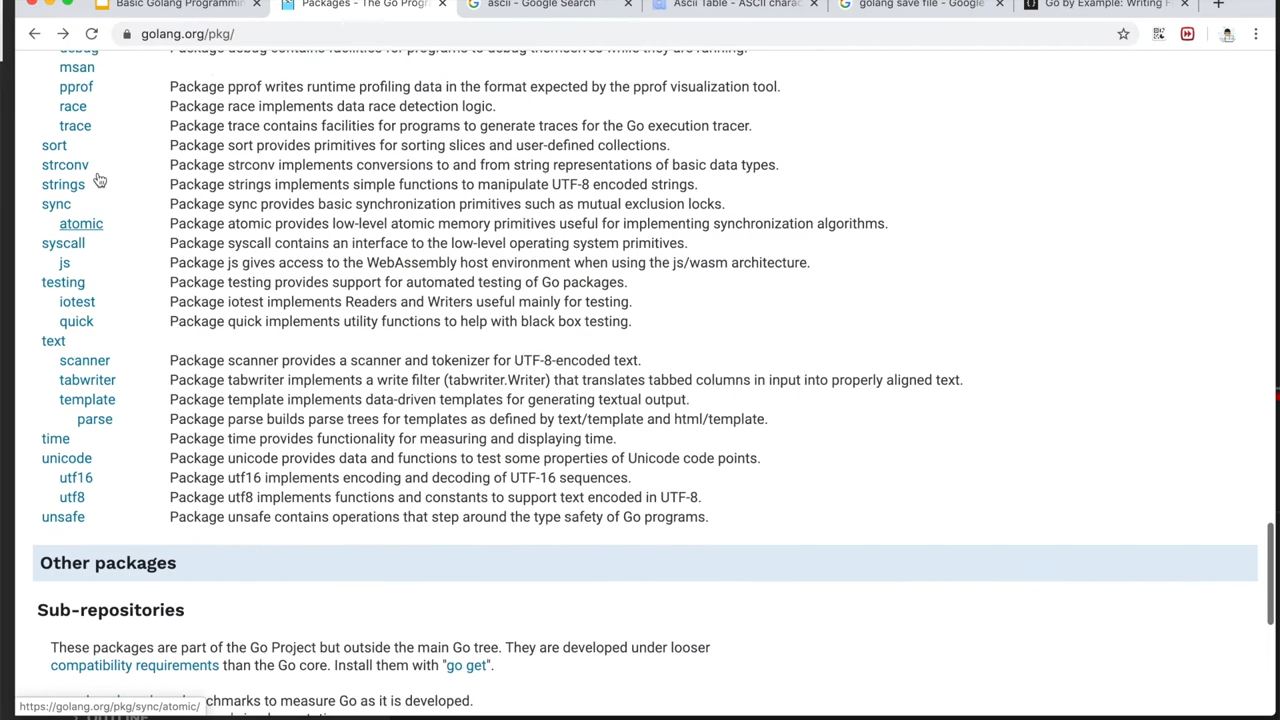 Basic Golang Programmin
Packages - The Go Progr
ascii - Google Search
Ascii Table - ASCII charac
golang save file - Google
Go by Example: Writing F
golang.org/pkg/
debug Package debug contains facilities for programs to debug themselves while they are running.
msan
pprof Package pprof writes runtime profiling data in the format expected by the pprof visualization tool.
race Package race implements data race detection logic.
trace Package trace contains facilities for programs to generate traces for the Go execution tracer.
sort Package sort provides primitives for sorting slices and user-defined collections.
strconv Package strconv implements conversions to and from string representations of basic data types.
strings Package strings implements simple functions to manipulate UTF-8 encoded strings.
sync Package sync provides basic synchronization primitives such as mutual exclusion locks.
atomic Package atomic provides low-level atomic memory primitives useful for implementing synchronization algorithms.
syscall Package syscall contains an interface to the low-level operating system primitives.
js Package js gives access to the WebAssembly host environment when using the js/wasm architecture.
testing Package testing provides support for automated testing of Go packages.
iotest Package iotest implements Readers and Writers useful mainly for testing.
quick Package quick implements utility functions to help with black box testing.
text
scanner Package scanner provides a scanner and tokenizer for UTF-8-encoded text.
tabwriter Package tabwriter implements a write filter (tabwriter.Writer) that translates tabbed columns in input into properly aligned text.
template Package template implements data-driven templates for generating textual output.
parse Package parse builds parse trees for templates as defined by text/template and html/template.
time Package time provides functionality for measuring and displaying time.
unicode Package unicode provides data and functions to test some properties of Unicode code points.
utf16 Package utf16 implements encoding and decoding of UTF-16 sequences.
utf8 Package utf8 implements functions and constants to support text encoded in UTF-8.
unsafe Package unsafe contains operations that step around the type safety of Go programs.
Other packages
Sub-repositories
These packages are part of the Go Project but outside the main Go tree. They are developed under looser
compatibility requirements than the Go core. Install them with "go get".
chmarks to measure Go as it is developed.
https://golang.org/pkg/sync/atomic/
OUTLINE